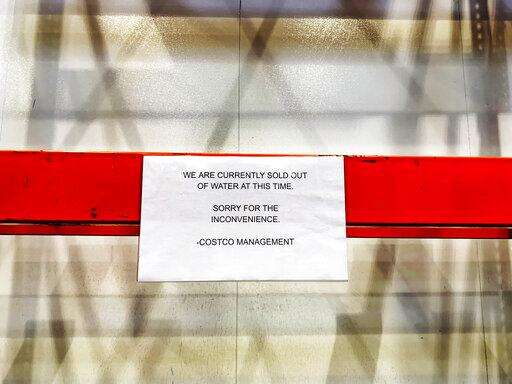 WE ARE CURRENTLY SOLD OUT
OF WATER AT THIS TIME.
SORRY FOR THE
INCONVENIENCE.
-COSTCO MANAGEMENT